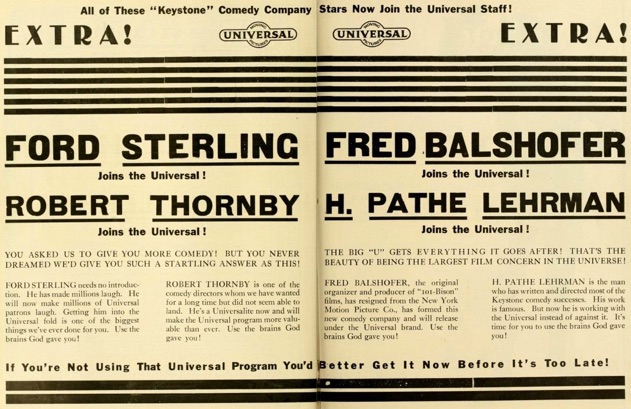 All of These "Keystone" Comedy Company Stars Now Join the Universal Staff!
EXTRA!
MOVING
UNIVERSAL
PICTURES
MOVING
UNIVERSAL
PICTURES
EXTRA!
FORD STERLING
Joins the Universal!
ROBERT THORNBY
Joins the Universal!
YOU ASKED US TO GIVE YOU MORE COMEDY! BUT YOU NEVER
DREAMED WE'D GIVE YOU SUCH A STARTLING ANSWER AS THIS!
FORD STERLING needs no introduc-
tion. He has made millions laugh. He
will now make millions of Universal
patrons laugh. Getting him into the
Universal fold is one of the biggest
things we've ever done for you. Use the
brains God gave you!
ROBERT THORNBY is one of the
comedy directors whom we have wanted
for a long time but did not seem able to
land. He's a Universalite now and will
make the Universal program more valu-
able than ever. Use the brains God
gave you!
FRED BALSHOFER
Joins the Universal!
H. PATHE LEHRMAN
Joins the Universal!
THE BIG "U" GETS EVERYTHING IT GOES AFTER! THAT'S THE
BEAUTY OF BEING THE LARGEST FILM CONCERN IN THE UNIVERSE!
FRED BALSHOFER, the original
organizer and producer of "101-Bison"
films, has resigned from the New York
Motion Picture Co., has formed this
new comedy company and will release
under the Universal brand. Use the
brains God gave you!
H. PATHE LEHRMAN is the man
who has written and directed most of the
Keystone comedy successes. His work
is famous. But now he is working with
the Universal instead of against it. It's
time for you to use the brains God gave
you!
If You're Not Using That Universal Program You'd Better Get It Now Before It's Too Late!